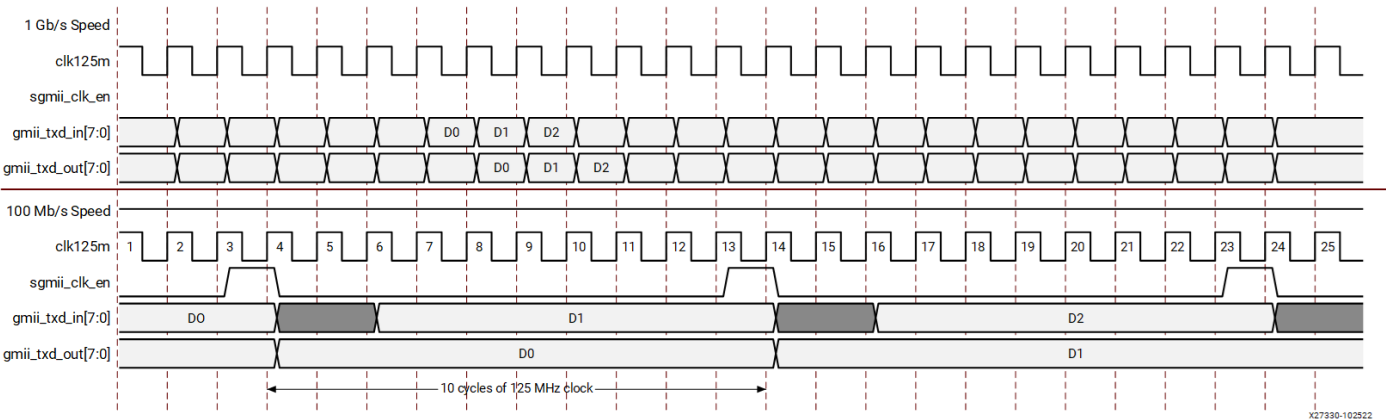 1 Gb/s Speed
clk125m
sgmii_clk_en
gmii_txd_in[7:0] D0 D1 D2
gmii_txd_out[7:0] D0 D1 D2
100 Mb/s Speed
clk125m 1 2 3 4 5 6 7 8 9 10 11 12 13 14 15 16 17 18 19 20 21 22 23 24 25
sgmii_clk_en
gmii_txd_in[7:0] DO D1 D2
gmii_txd_out[7:0] D0 D1
10 cycles of 125 MHz clock
X27330-102522